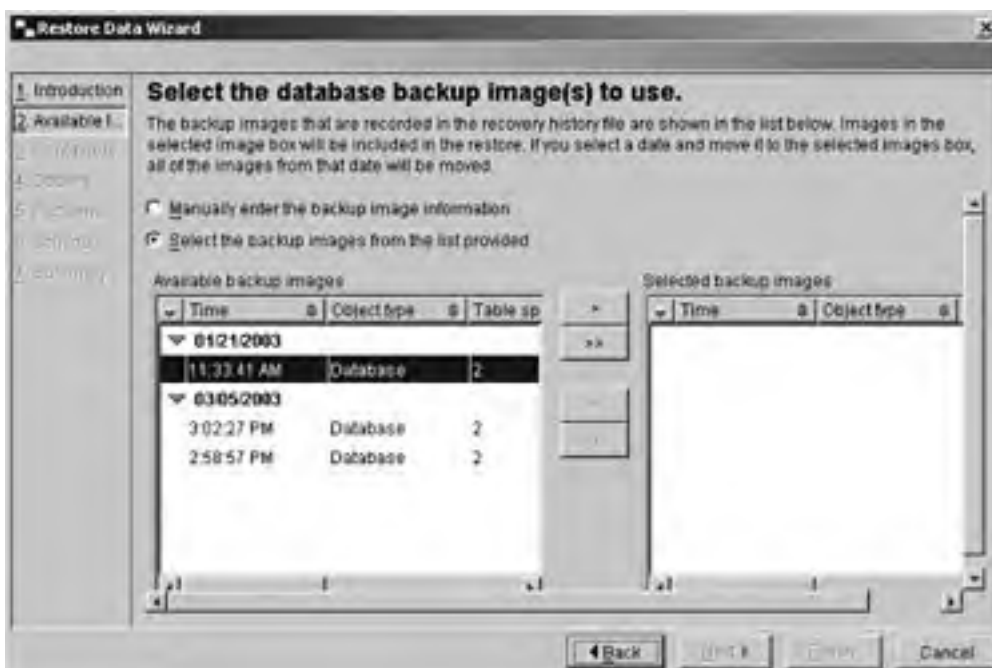 Restore Data Wizard
1. Introduction
2. Available I...
Select the database backup image(s) to use.
The backup images that are recorded in the recovery history file are shown in the list below. Images in the
selected image box will be included in the restore. If you select a date and move it to the selected images box,
all of the images from that date will be moved.
Manually enter the backup image information
Select the backup images from the list provided
Available backup images
Time Object type Table sp
01/21/2003
11:33:41 AM Database 2
03/05/2003
3:02:27 PM Database 2
2:58:57 PM Database 2
>
>>
Selected backup images
Time Object type
Back
Next
Finish
Cancel